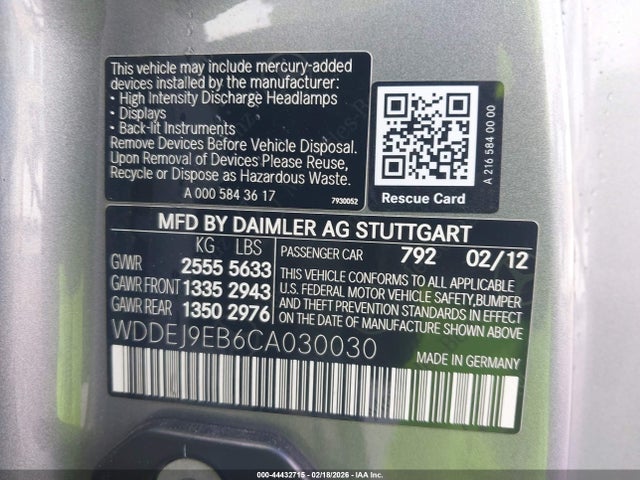 This vehicle may include mercury-added
devices installed by the manufacturer:
• High Intensity Discharge Headlamps
• Displays
• Back-lit Instruments
Remove Devices Before Vehicle Disposal.
Upon Removal of Devices Please Reuse,
Recycle or Dispose as Hazardous Waste.
A 000 584 36 17
7930052
Rescue Card
A 216 584 00 00
MFD BY DAIMLER AG STUTTGART
KG LBS
GVWR 2555 5633
GAWR FRONT 1335 2943
GAWR REAR 1350 2976
PASSENGER CAR 792 02/12
THIS VEHICLE CONFORMS TO ALL APPLICABLE
U.S. FEDERAL MOTOR VEHICLE SAFETY, BUMPER
AND THEFT PREVENTION STANDARDS IN EFFECT
ON THE DATE OF MANUFACTURE SHOWN ABOVE
WDDEJ9EB6CA030030
MADE IN GERMANY
000-44432715 - 02/18/2026 - IAA Inc.